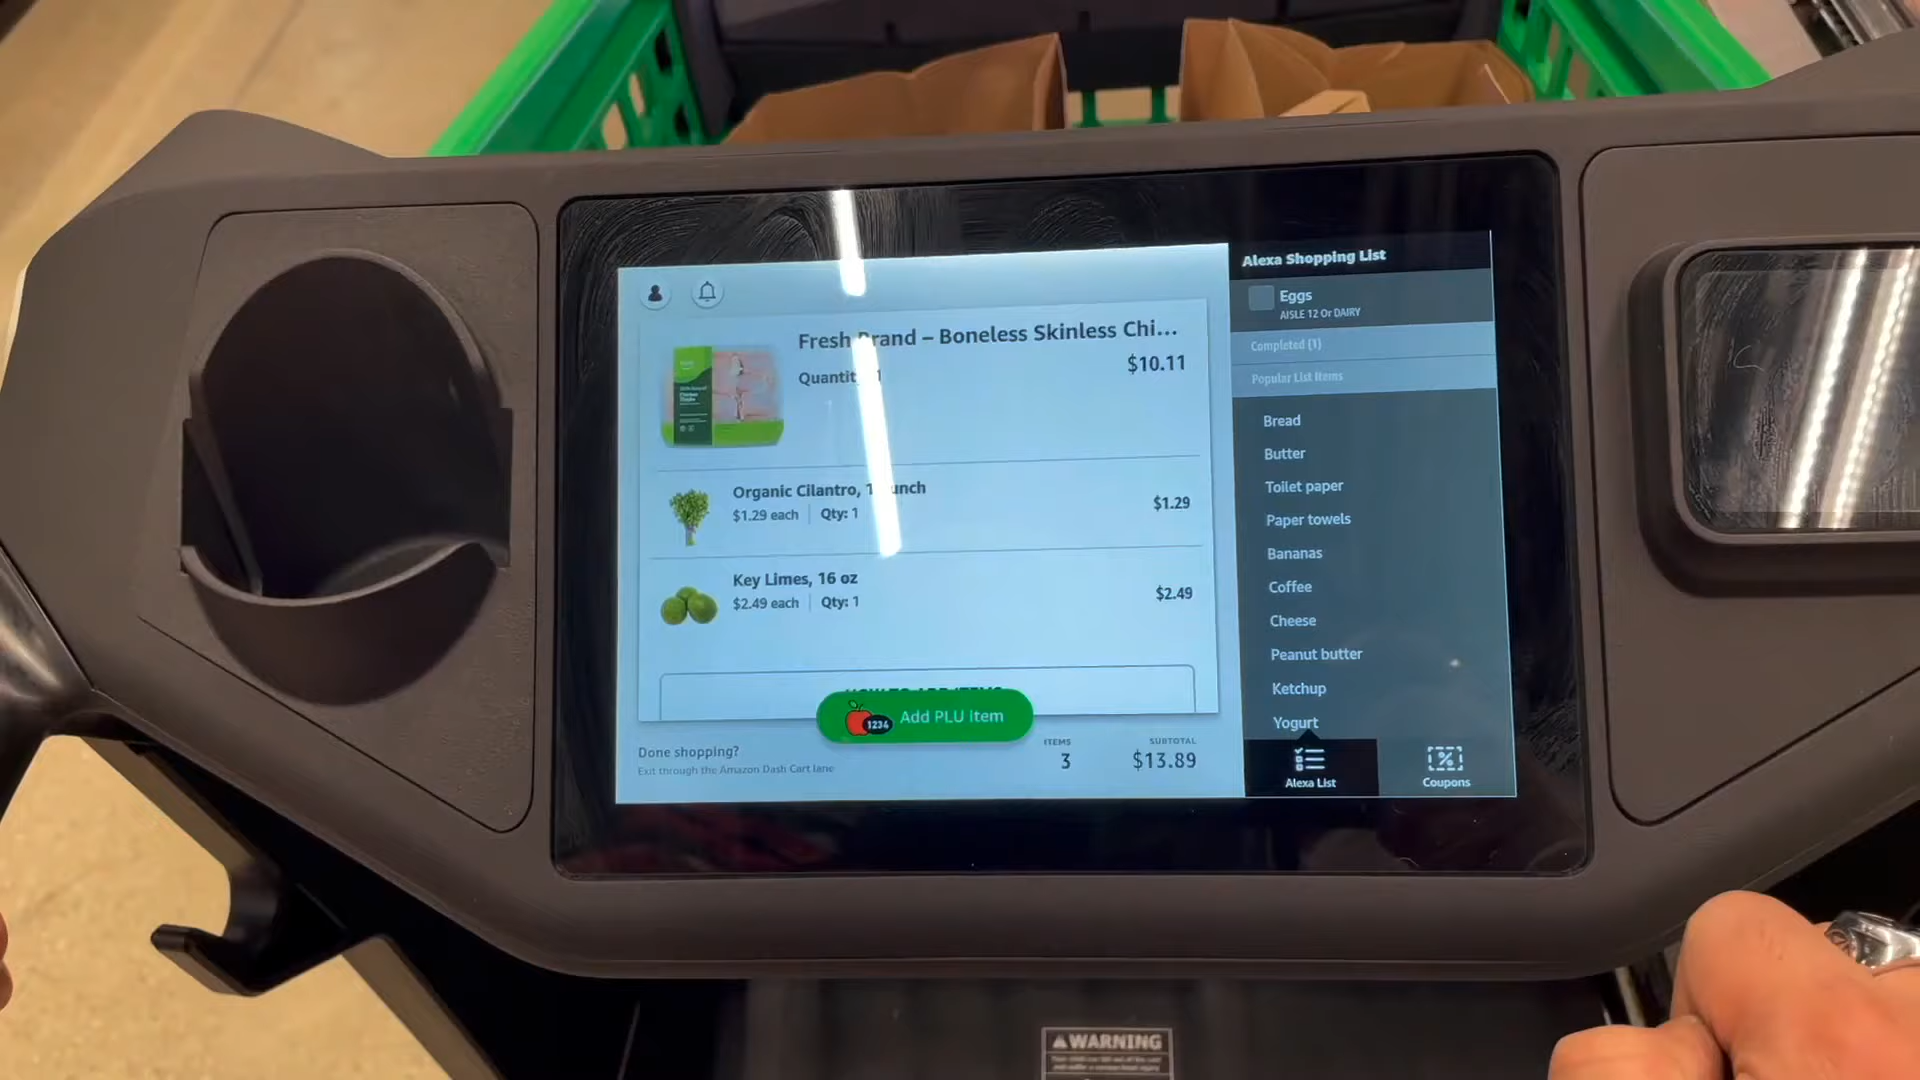 Fresh Brand – Boneless Skinless Chi...
$10.11
Quantit 1
Organic Cilantro, 1 unch
$1.29 each | Qty: 1
$1.29
Key Limes, 16 oz
$2.49 each | Qty: 1
$2.49
1234 Add PLU Item
Done shopping?
Exit through the Amazon Dash Cart lane
ITEMS
3
SUBTOTAL
$13.89
Alexa Shopping List
Eggs
AISLE 12 Or DAIRY
Completed (1)
Popular List Items
Bread
Butter
Toilet paper
Paper towels
Bananas
Coffee
Cheese
Peanut butter
Ketchup
Yogurt
Alexa List
Coupons
WARNING